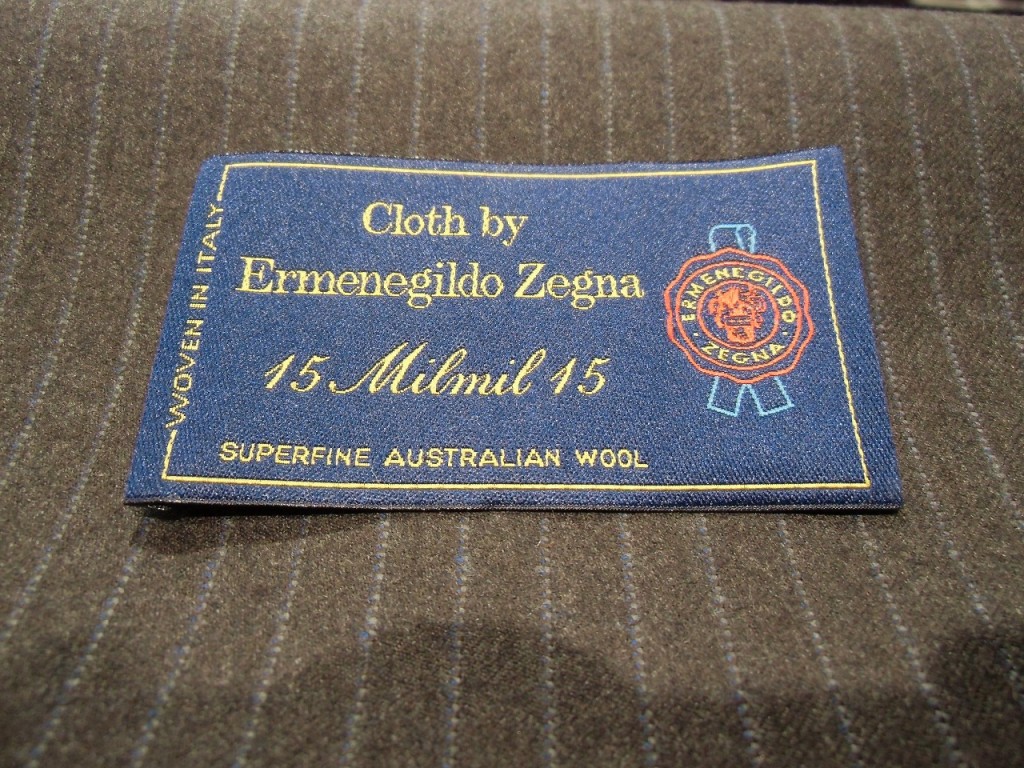 WOVEN IN ITALY
Cloth by
Ermenegildo Zegna
15 Milmil 15
SUPERFINE AUSTRALIAN WOOL
ERMENEGILDO
ZEGNA